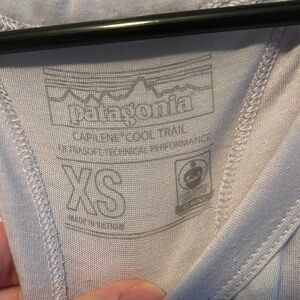 patagonia
CAPILENE® COOL TRAIL
ULTRASOFT, TECHNICAL PERFORMANCE
XS
MADE IN VIETNAM